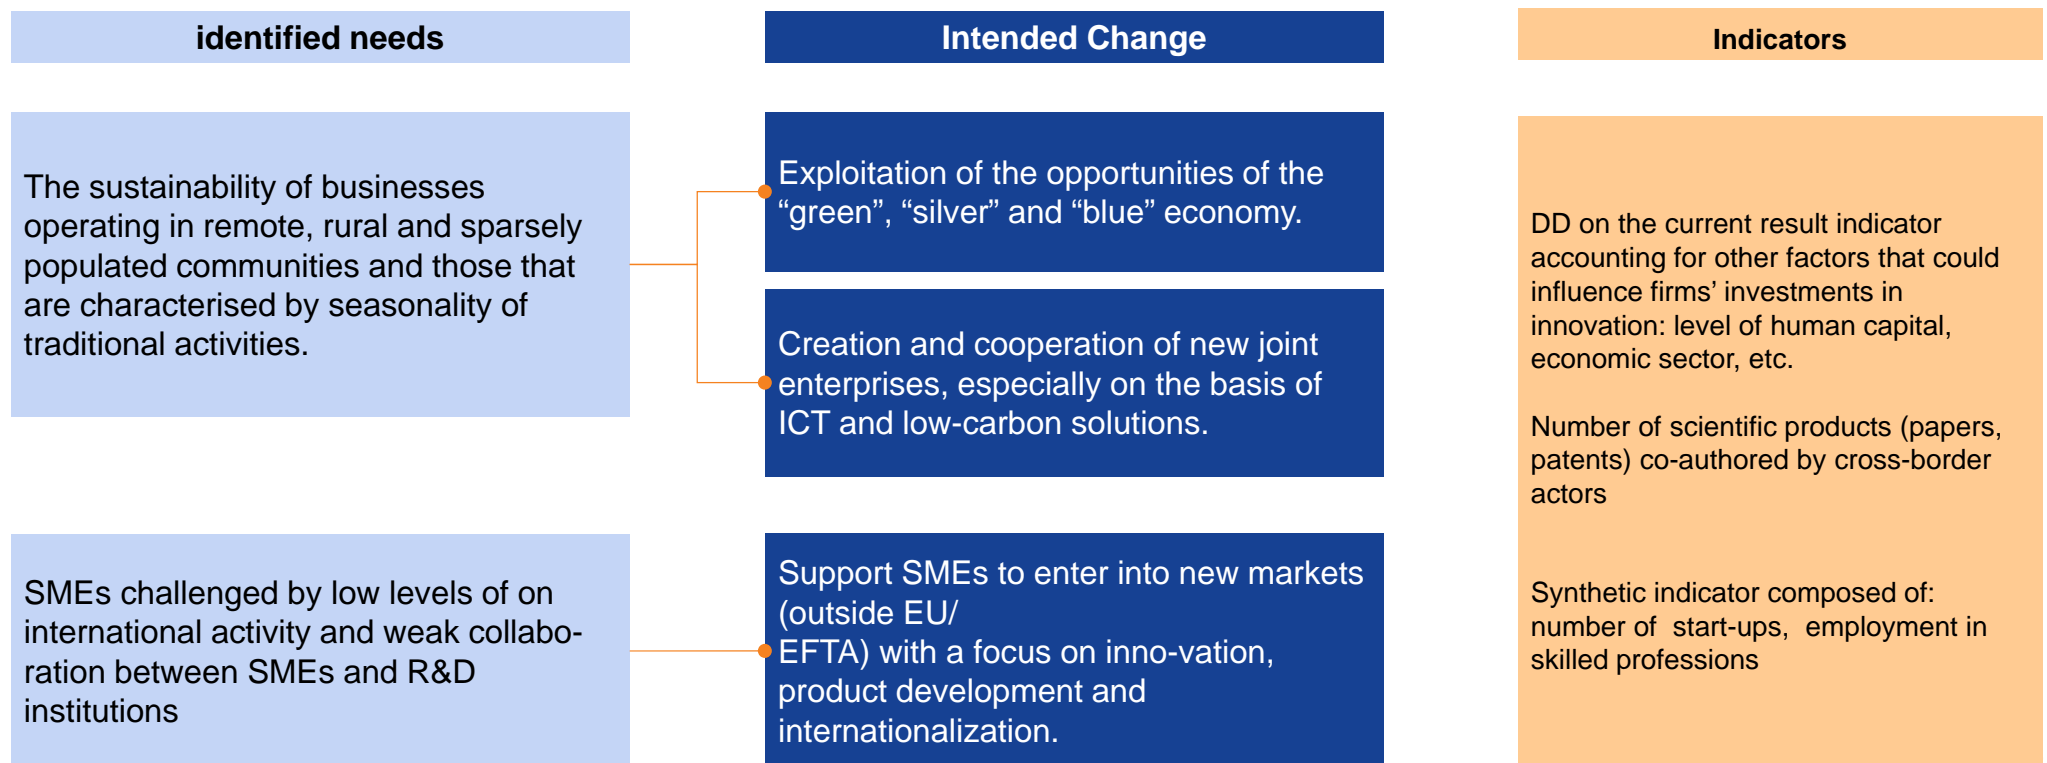 identified needs
Intended Change
Indicators
The sustainability of businesses
operating in remote, rural and sparsely
populated communities and those that
are characterised by seasonality of
traditional activities.
Exploitation of the opportunities of the
“green”, “silver” and “blue” economy.
Creation and cooperation of new joint
enterprises, especially on the basis of
ICT and low-carbon solutions.
SMEs challenged by low levels of on
international activity and weak collabo-
ration between SMEs and R&D
institutions
Support SMEs to enter into new markets
(outside EU/
EFTA) with a focus on inno-vation,
product development and
internationalization.
DD on the current result indicator
accounting for other factors that could
influence firms’ investments in
innovation: level of human capital,
economic sector, etc.
Number of scientific products (papers,
patents) co-authored by cross-border
actors
Synthetic indicator composed of:
number of  start-ups,  employment in
skilled professions